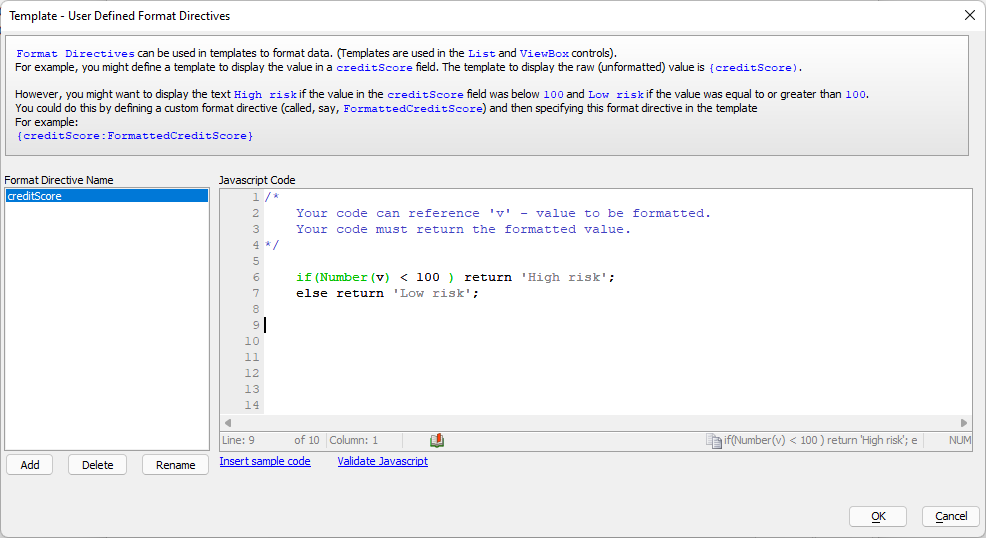 Template - User Defined Format Directives
Format Directives can be used in templates to format data. (Templates are used in the List and ViewBox controls).
For example, you might define a template to display the value in a creditScore field. The template to display the raw (unformatted) value is {creditScore).
However, you might want to display the text High risk if the value in the creditScore field was below 100 and Low risk if the value was equal to or greater than 100.
You could do this by defining a custom format directive (called, say, FormattedCreditScore) and then specifying this format directive in the template
For example:
{creditScore:FormattedCreditScore}
Format Directive Name
Javascript Code
creditScore
1 /*
2 Your code can reference 'v' - value to be formatted.
3 Your code must return the formatted value.
4 */
5
6 if(Number(v) < 100 ) return 'High risk';
7 else return 'Low risk';
8
9
10
11
12
13
14
Line: 9 of 10 Column: 1 if(Number(v) < 100 ) return 'High risk'; e NUM
Add Delete Rename Insert sample code Validate Javascript
OK Cancel